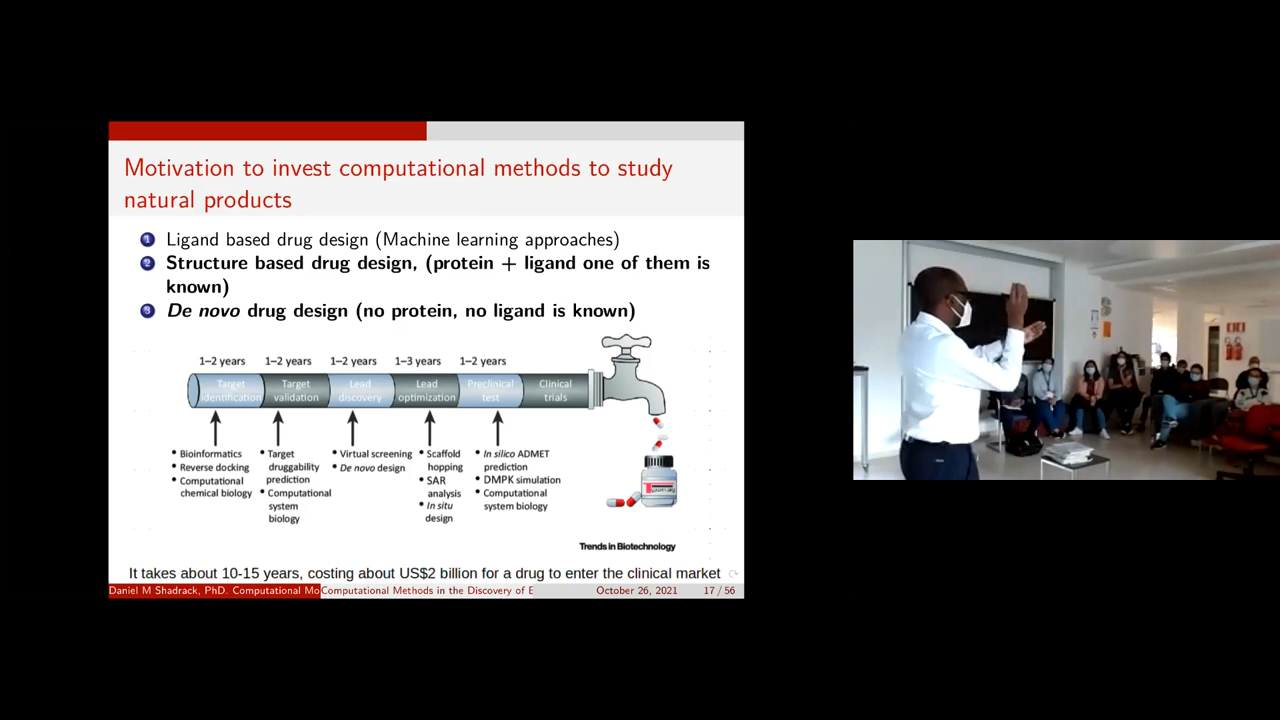 Motivation to invest computational methods to study
natural products
1 Ligand based drug design (Machine learning approaches)
2 Structure based drug design, (protein + ligand one of them is
known)
3 De novo drug design (no protein, no ligand is known)
1–2 years 1–2 years 1–2 years 1–3 years 1–2 years
Target
identification
Target
validation
Lead
discovery
Lead
optimization
Preclinical
test
Clinical
trials
• Bioinformatics
• Reverse docking
• Computational
chemical biology
• Target
druggability
prediction
• Computational
system
biology
• Virtual screening
• De novo design
• Scaffold
hopping
• SAR
analysis
• In situ
design
• In silico ADMET
prediction
• DMPK simulation
• Computational
system biology
Trends in Biotechnology
It takes about 10-15 years, costing about US$2 billion for a drug to enter the clinical market
Daniel M Shadrack, PhD. Computational Mo Computational Methods in the Discovery of E October 26, 2021 17 / 56